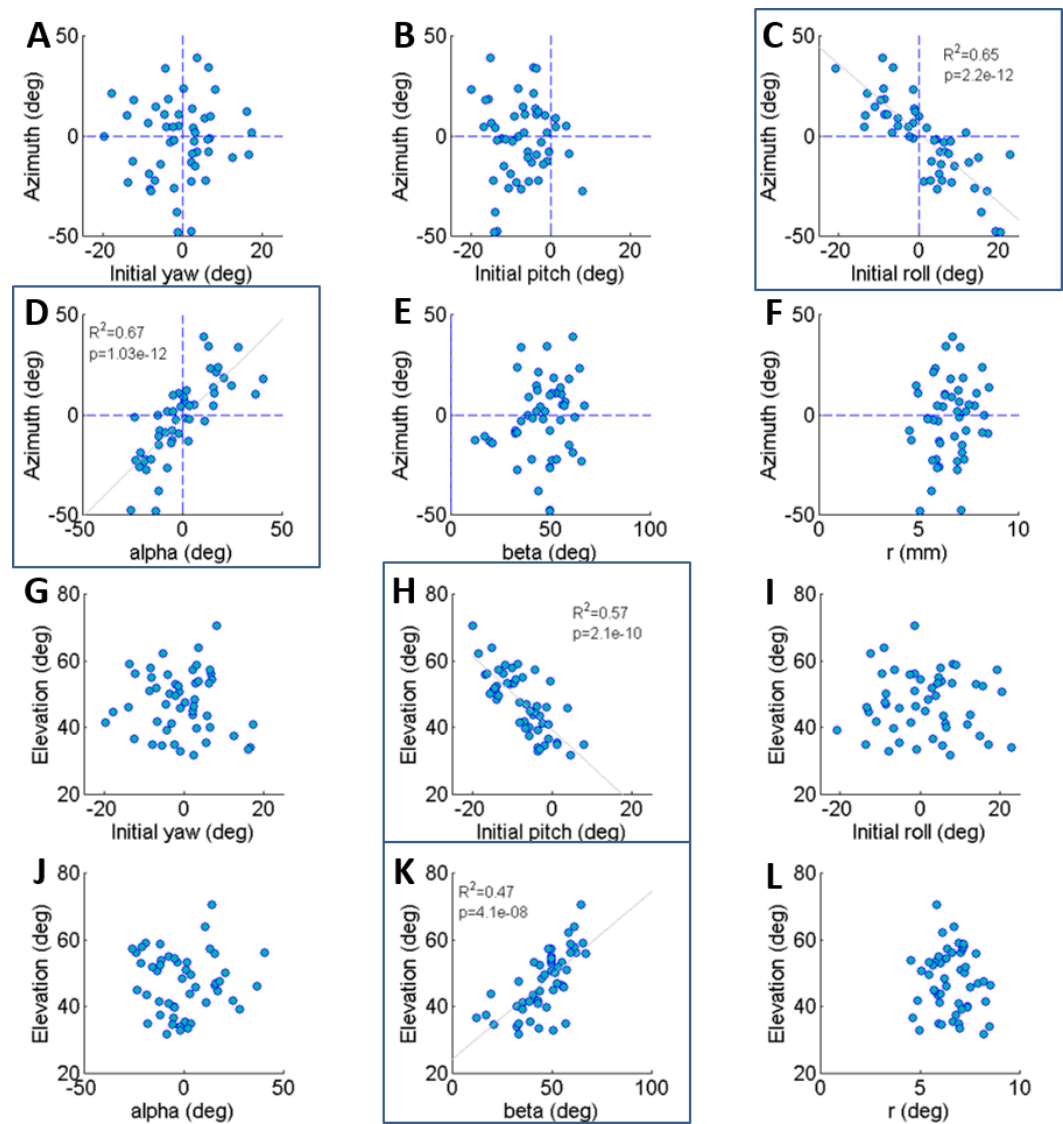 A
50
0
-50
Azimuth (deg)
-20
0
20
Initial yaw (deg)
B
50
0
-50
Azimuth (deg)
-20
0
20
Initial pitch (deg)
C
50
0
-50
Azimuth (deg)
R²=0.65
p=2.2e-12
-20
0
20
Initial roll (deg)
D
50
0
-50
Azimuth (deg)
R²=0.67
p=1.03e-12
-50
0
50
alpha (deg)
E
50
0
-50
Azimuth (deg)
0
50
100
beta (deg)
F
50
0
-50
Azimuth (deg)
0
5
10
r (mm)
G
80
60
40
20
Elevation (deg)
-20
0
20
Initial yaw (deg)
H
80
60
40
20
Elevation (deg)
R²=0.57
p=2.1e-10
-20
0
20
Initial pitch (deg)
I
80
60
40
20
Elevation (deg)
-20
0
20
Initial roll (deg)
J
80
60
40
20
Elevation (deg)
-50
0
50
alpha (deg)
K
80
60
40
20
Elevation (deg)
R²=0.47
p=4.1e-08
0
50
100
beta (deg)
L
80
60
40
20
Elevation (deg)
0
5
10
r (deg)